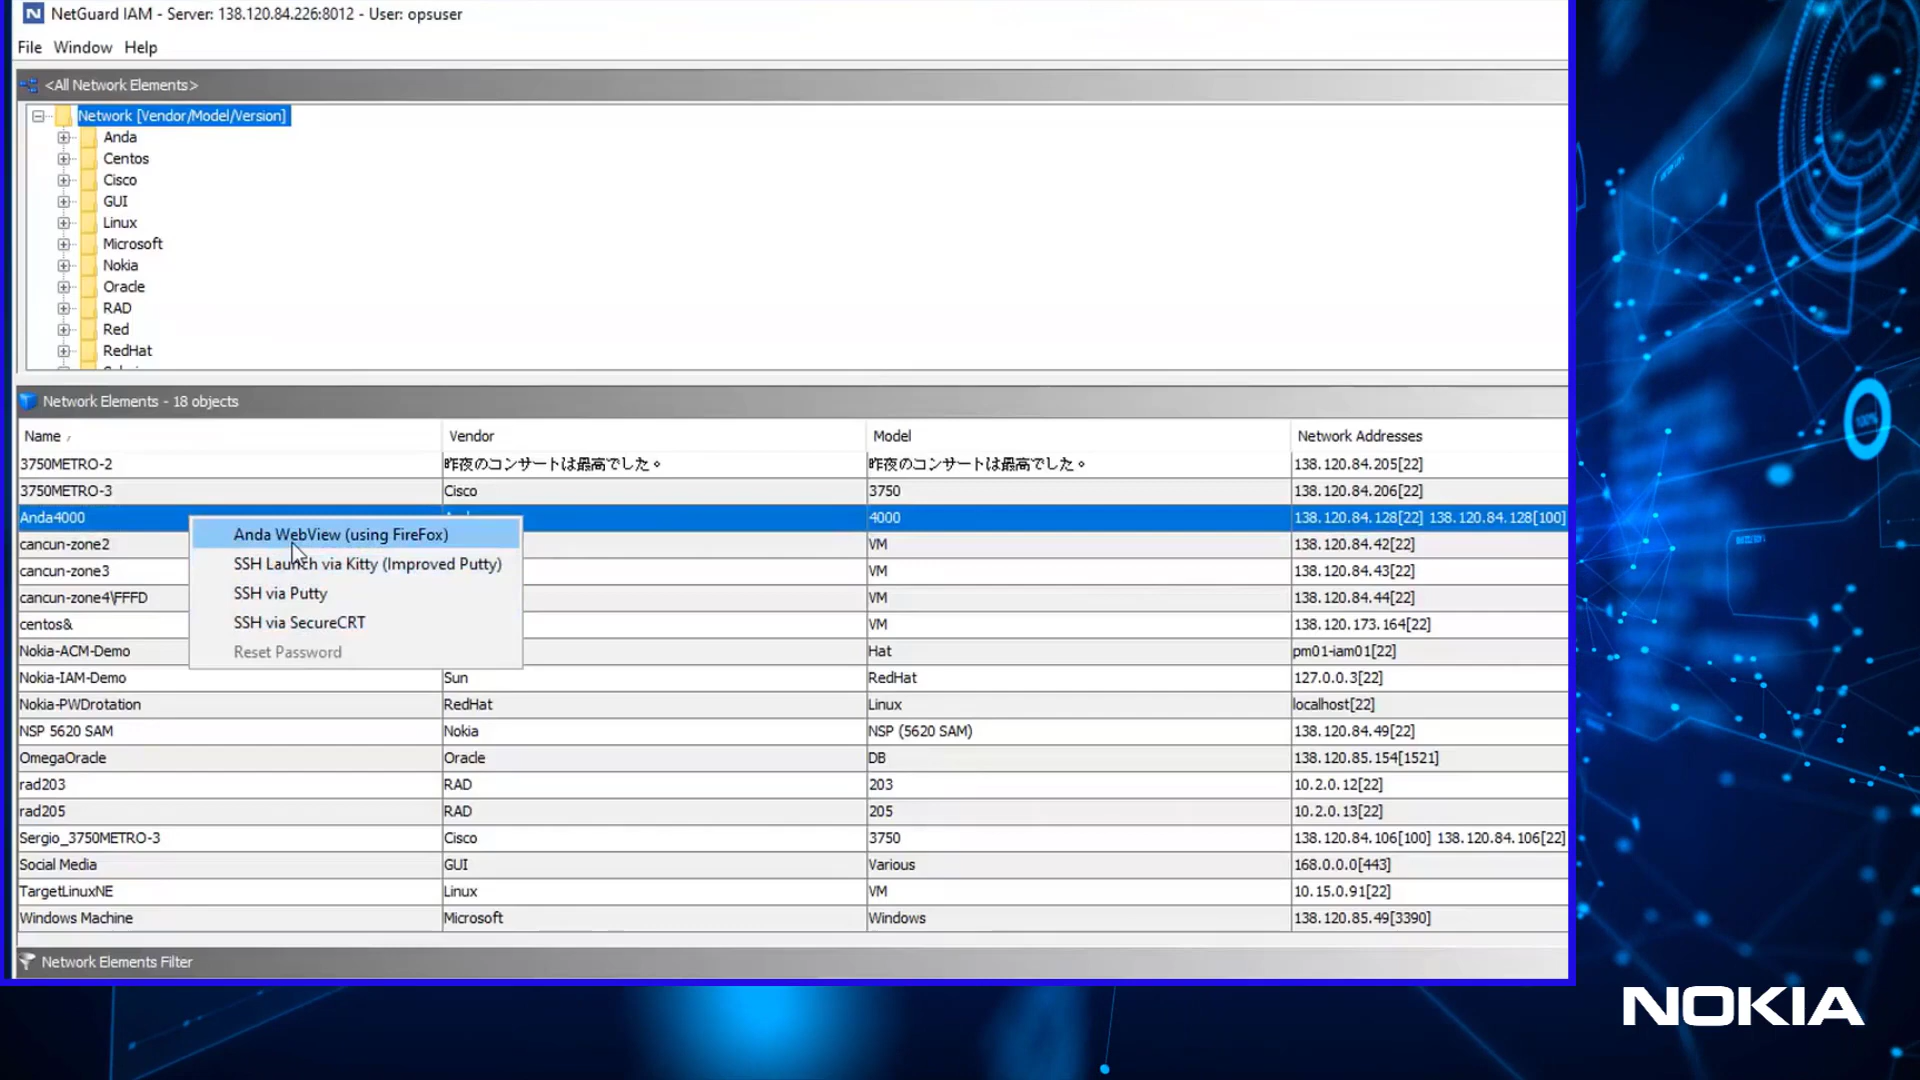 NetGuard IAM - Server: 138.120.84.226:8012 - User: opsuser
File Window Help
<All Network Elements>
Network [Vendor/Model/Version]
Anda
Centos
Cisco
GUI
Linux
Microsoft
Nokia
Oracle
RAD
Red
RedHat
Network Elements - 18 objects
Name Vendor Model Network Addresses
3750METRO-2 昨夜のコンサートは最高でした。 昨夜のコンサートは最高でした。 138.120.84.205[22]
3750METRO-3 Cisco 3750 138.120.84.206[22]
Anda4000 4000 138.120.84.128[22] 138.120.84.128[100]
Anda WebView (using FireFox)
cancun-zone2 VM 138.120.84.42[22]
SSH Launch via Kitty (Improved Putty)
cancun-zone3 VM 138.120.84.43[22]
SSH via Putty
cancun-zone4\FFFD VM 138.120.84.44[22]
SSH via SecureCRT
centos& VM 138.120.173.164[22]
Reset Password
Nokia-ACM-Demo Hat pm01-iam01[22]
Nokia-IAM-Demo Sun RedHat 127.0.0.3[22]
Nokia-PWDrotation RedHat Linux localhost[22]
NSP 5620 SAM Nokia NSP (5620 SAM) 138.120.84.49[22]
OmegaOracle Oracle DB 138.120.85.154[1521]
rad203 RAD 203 10.2.0.12[22]
rad205 RAD 205 10.2.0.13[22]
Sergio_3750METRO-3 Cisco 3750 138.120.84.106[100] 138.120.84.106[22]
Social Media GUI Various 168.0.0.0[443]
TargetLinuxNE Linux VM 10.15.0.91[22]
Windows Machine Microsoft Windows 138.120.85.49[3390]
Network Elements Filter
100%
NOKIA